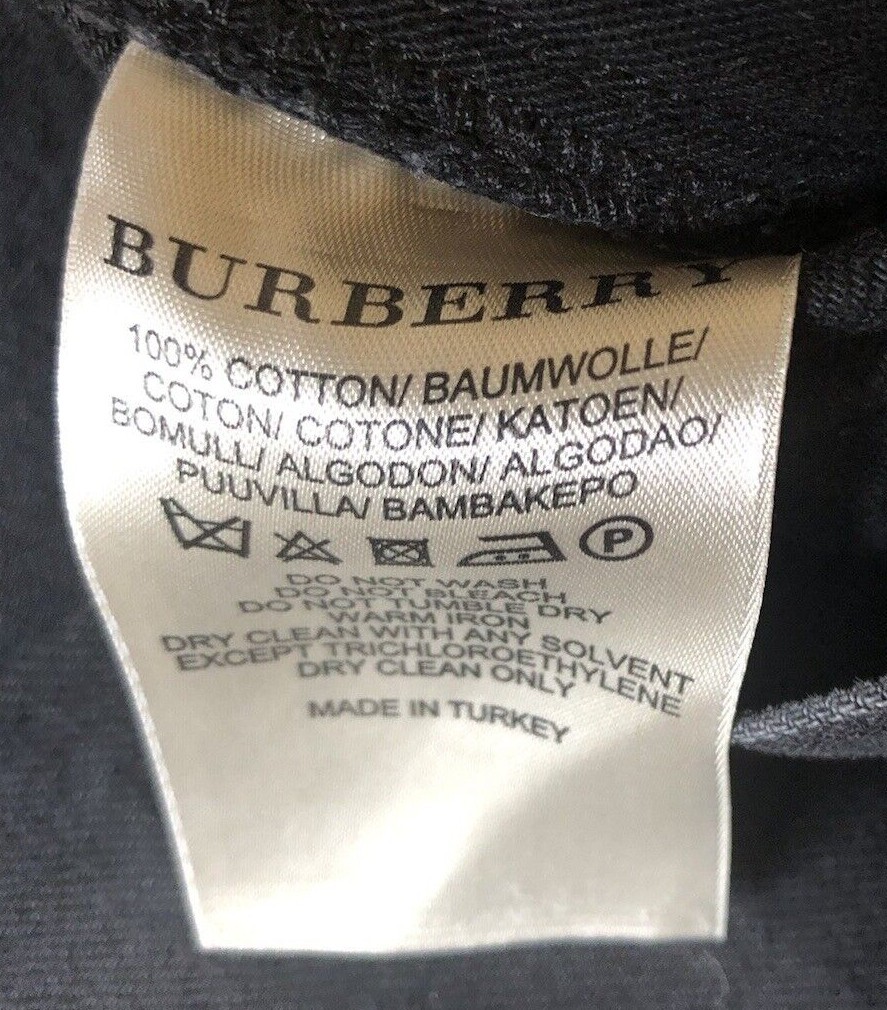 BURBERRY
100% COTTON/ BAUMWOLLE/
COTON/ COTONE/ KATOEN/
BOMULL/ ALGODON/ ALGODAO/
PUUVILLA/ BAMBAKEPO
P
DO NOT WASH
DO NOT BLEACH
DO NOT TUMBLE DRY
WARM IRON
DRY CLEAN WITH ANY SOLVENT
EXCEPT TRICHLOROETHYLENE
DRY CLEAN ONLY
MADE IN TURKEY